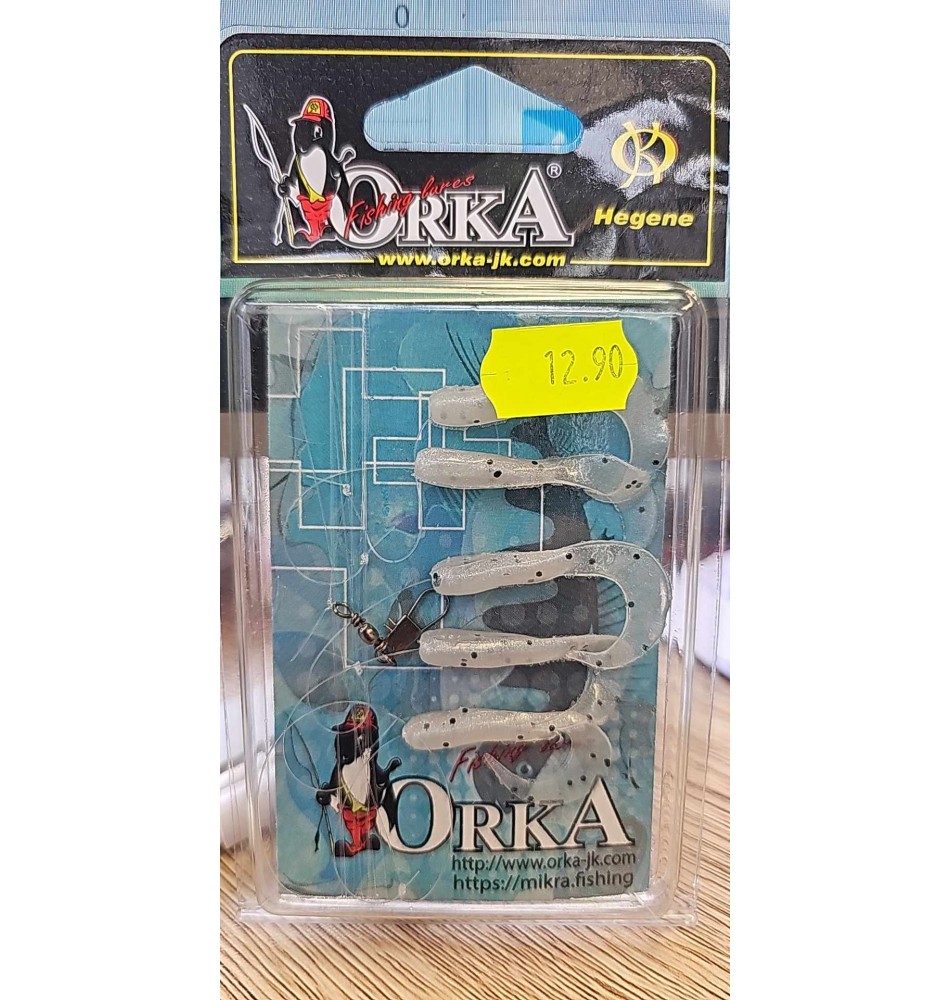 0
Fishing lures
ORKA®
www.orka-jk.com
OK
Hegene
12.90
Fishing
ORKA
http://www.orka-jk.com
https://mikra.fishing